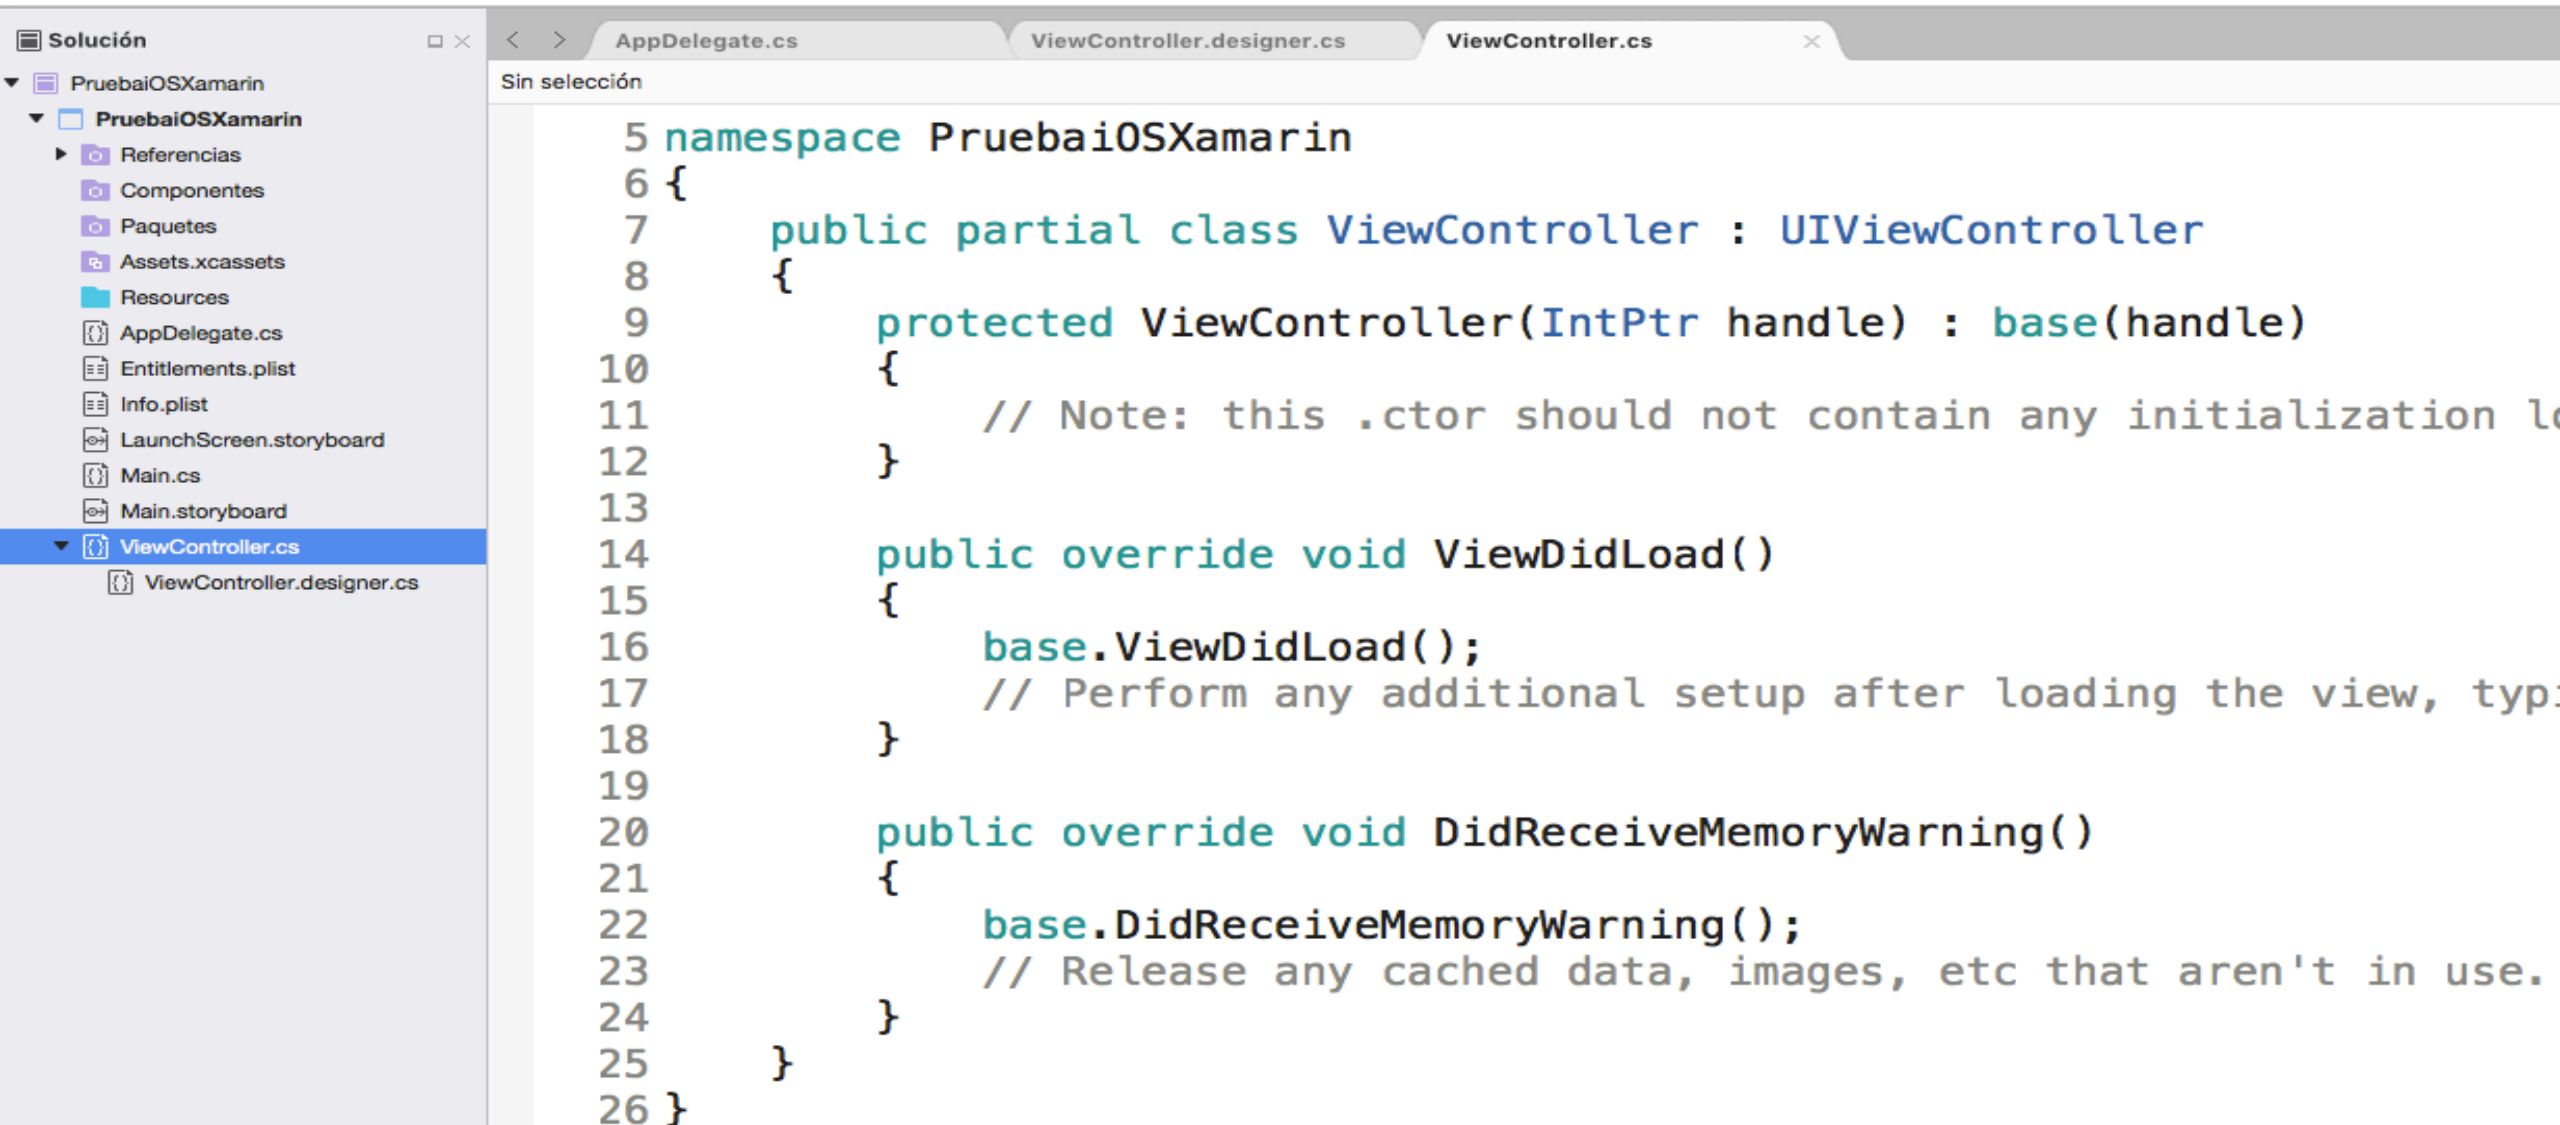 Solución
PruebaiOSXamarin
PruebaiOSXamarin
Referencias
Componentes
Paquetes
Assets.xcassets
Resources
AppDelegate.cs
Entitlements.plist
Info.plist
LaunchScreen.storyboard
Main.cs
Main.storyboard
ViewController.cs
ViewController.designer.cs
AppDelegate.cs ViewController.designer.cs ViewController.cs
Sin selección
5 namespace PruebaiOSXamarin
6 {
7 public partial class ViewController : UIViewController
8 {
9 protected ViewController(IntPtr handle) : base(handle)
10 {
11 // Note: this .ctor should not contain any initialization
12 }
13
14 public override void ViewDidLoad()
15 {
16 base.ViewDidLoad();
17 // Perform any additional setup after loading the view,
18 }
19
20 public override void DidReceiveMemoryWarning()
21 {
22 base.DidReceiveMemoryWarning();
23 // Release any cached data, images, etc that aren't in use.
24 }
25 }
26 }